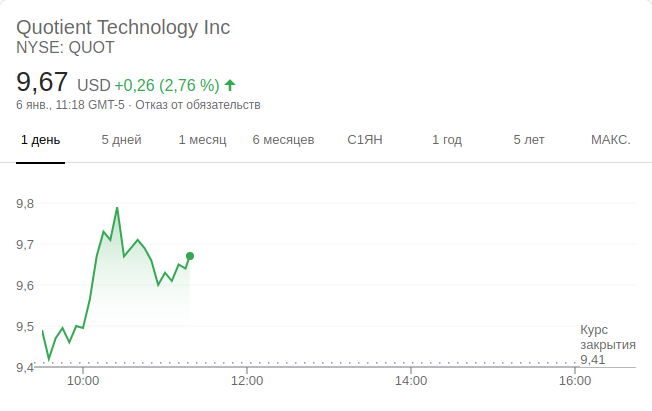 Quotient Technology Inc
NYSE: QUOT
9,67 USD +0,26 (2,76 %)
6 янв., 11:18 GMT-5 · Отказ от обязательств
1 день 5 дней 1 месяц 6 месяцев С1ЯН 1 год 5 лет МАКС.
9,8
9,7
9,6
9,5
9,4
Курс
закрытия
9,41
10:00 12:00 14:00 16:00